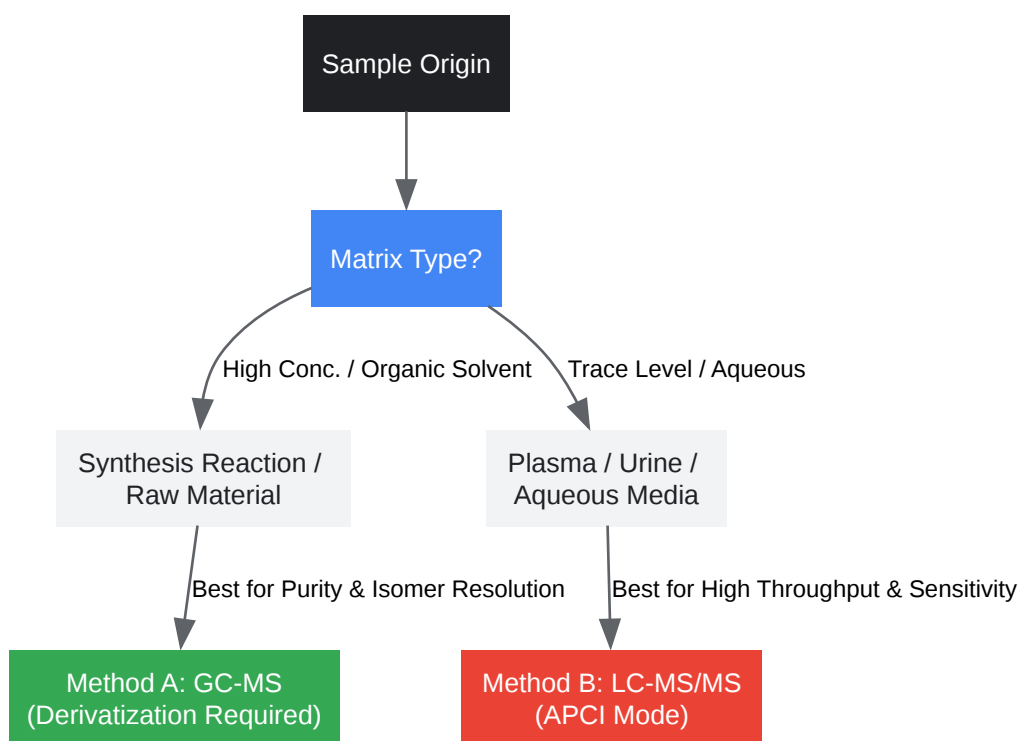 Sample Origin
Matrix Type?
High Conc. / Organic Solvent
Trace Level / Aqueous
Synthesis Reaction /
Raw Material
Plasma / Urine /
Aqueous Media
Best for Purity & Isomer Resolution
Best for High Throughput & Sensitivity
Method A: GC-MS
(Derivatization Required)
Method B: LC-MS/MS
(APCI Mode)